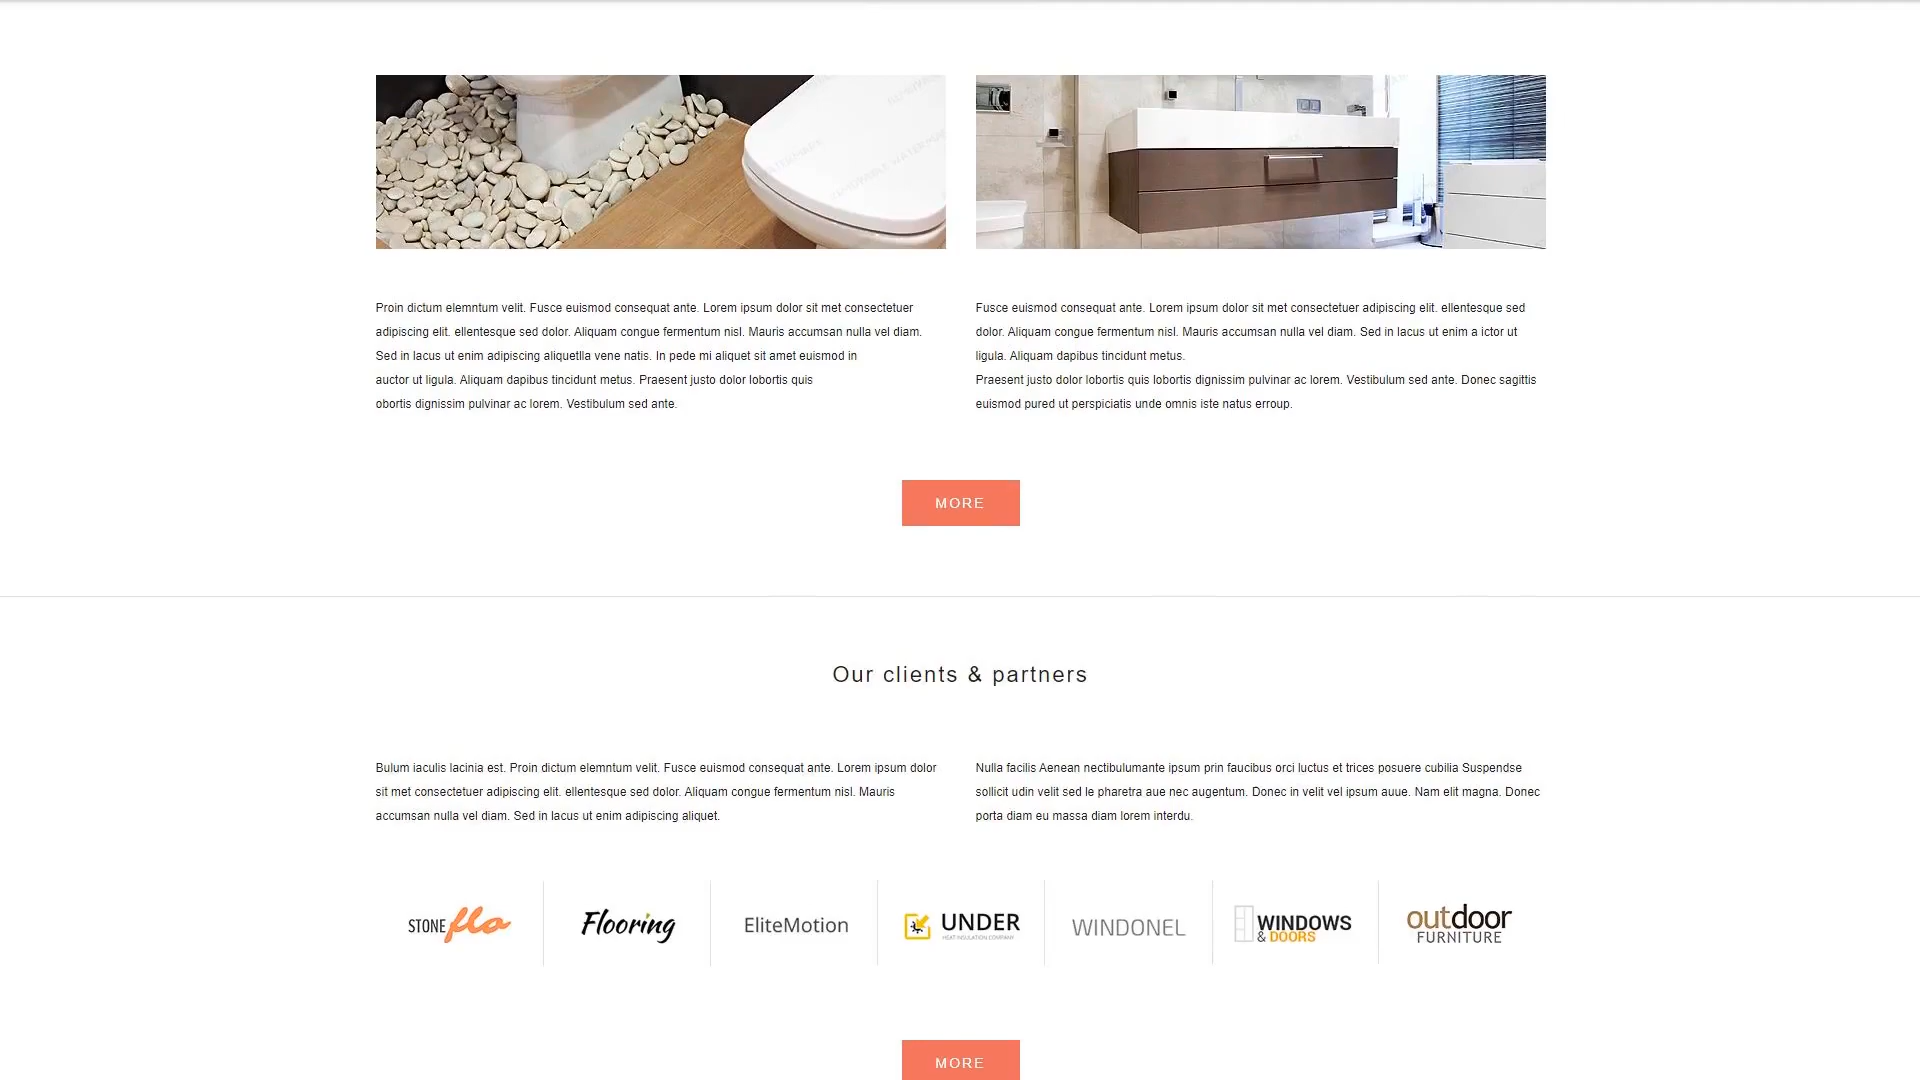 Proin dictum elemntum velit. Fusce euismod consequat ante. Lorem ipsum dolor sit met consectetuer
adipiscing elit. ellentesque sed dolor. Aliquam congue fermentum nisl. Mauris accumsan nulla vel diam.
Sed in lacus ut enim adipiscing aliquetlla vene natis. In pede mi aliquet sit amet euismod in
auctor ut ligula. Aliquam dapibus tincidunt metus. Praesent justo dolor lobortis quis
obortis dignissim pulvinar ac lorem. Vestibulum sed ante.
Fusce euismod consequat ante. Lorem ipsum dolor sit met consectetuer adipiscing elit. ellentesque sed
dolor. Aliquam congue fermentum nisl. Mauris accumsan nulla vel diam. Sed in lacus ut enim a ictor ut
ligula. Aliquam dapibus tincidunt metus.
Praesent justo dolor lobortis quis lobortis dignissim pulvinar ac lorem. Vestibulum sed ante. Donec sagittis
euismod pured ut perspiciatis unde omnis iste natus erroup.
MORE
Our clients & partners
Bulum iaculis lacinia est. Proin dictum elemntum velit. Fusce euismod consequat ante. Lorem ipsum dolor
sit met consectetuer adipiscing elit. ellentesque sed dolor. Aliquam congue fermentum nisl. Mauris
accumsan nulla vel diam. Sed in lacus ut enim adipiscing aliquet.
Nulla facilis Aenean nectibulumante ipsum prin faucibus orci luctus et trices posuere cubilia Suspendse
sollicit udin velit sed le pharetra aue nec augentum. Donec in velit vel ipsum auue. Nam elit magna. Donec
porta diam eu massa diam lorem interdu.
STONE flo
Flooring
EliteMotion
UNDER
HEAT INSULATION COMPANY
WINDONEL
WINDOWS
& DOORS
outdoor
FURNITURE
MORE